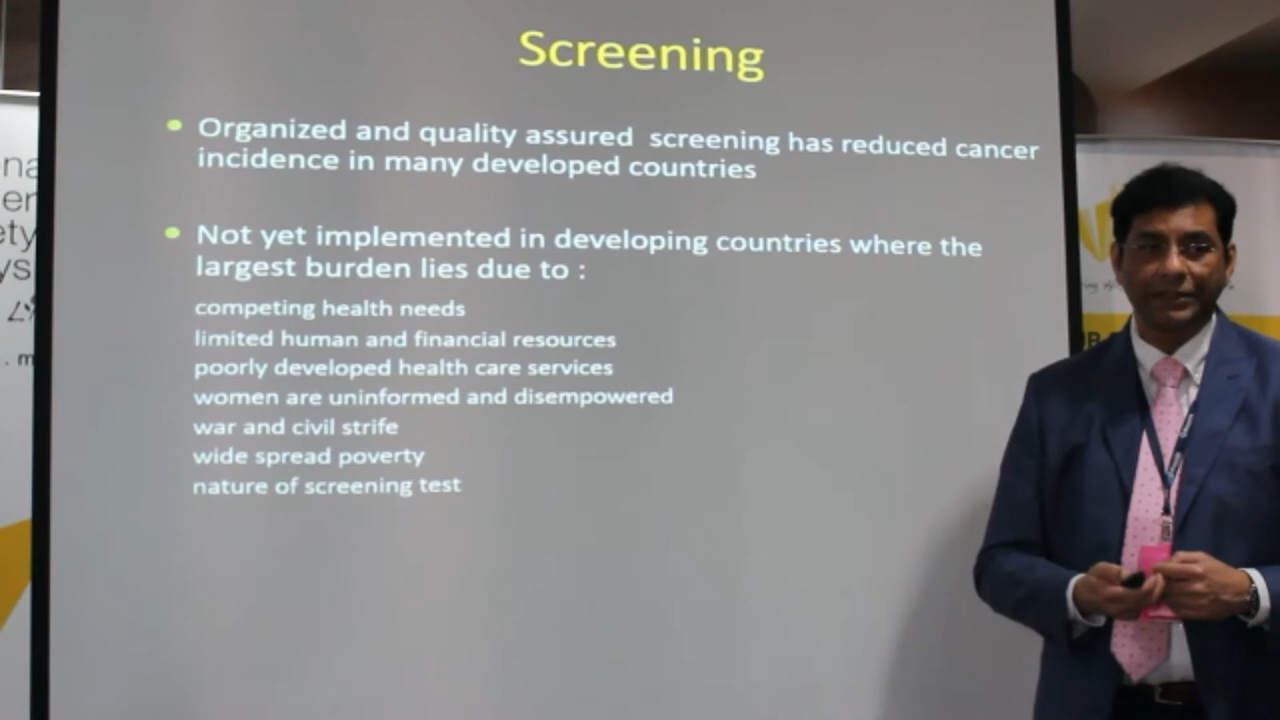 Screening
• Organized and quality assured screening has reduced cancer
incidence in many developed countries
• Not yet implemented in developing countries where the
largest burden lies due to :
competing health needs
limited human and financial resources
poorly developed health care services
women are uninformed and disempowered
war and civil strife
wide spread poverty
nature of screening test